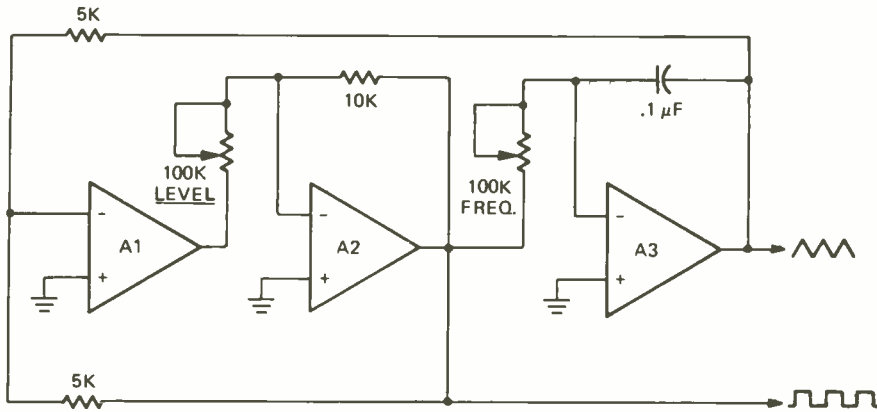 5K
10K
.1 μF
100K
LEVEL
100K
FREQ.
-
A1
+
-
A2
+
-
A3
+
5K